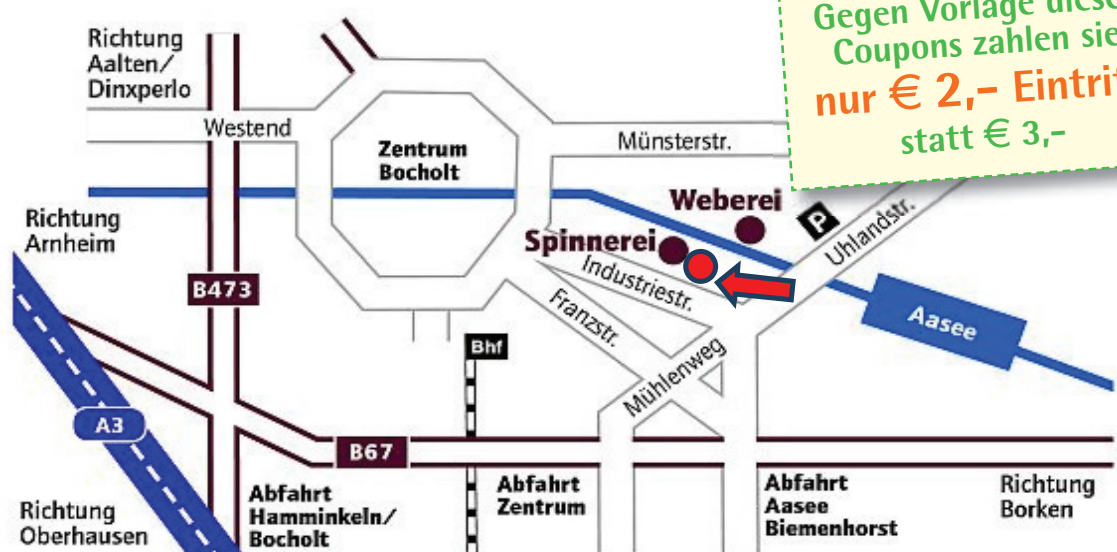 Gegen Vorlage
Coupons zahlen sie
nur € 2,-
statt € 3,-
Richtung
Aalten/
Dinxperlo
Westend
Zentrum
Bocholt
Münsterstr.
Richtung
Arnheim
Weberei
P
Uhlandstr.
Spinnerei
Industriestr.
B473
Franzstr.
Aasee
Bhf
Mühlenweg
A3
B67
Richtung
Oberhausen
Abfahrt
Hamminkeln/
Bocholt
Abfahrt
Zentrum
Abfahrt
Aasee
Biemenhorst
Richtung
Borken